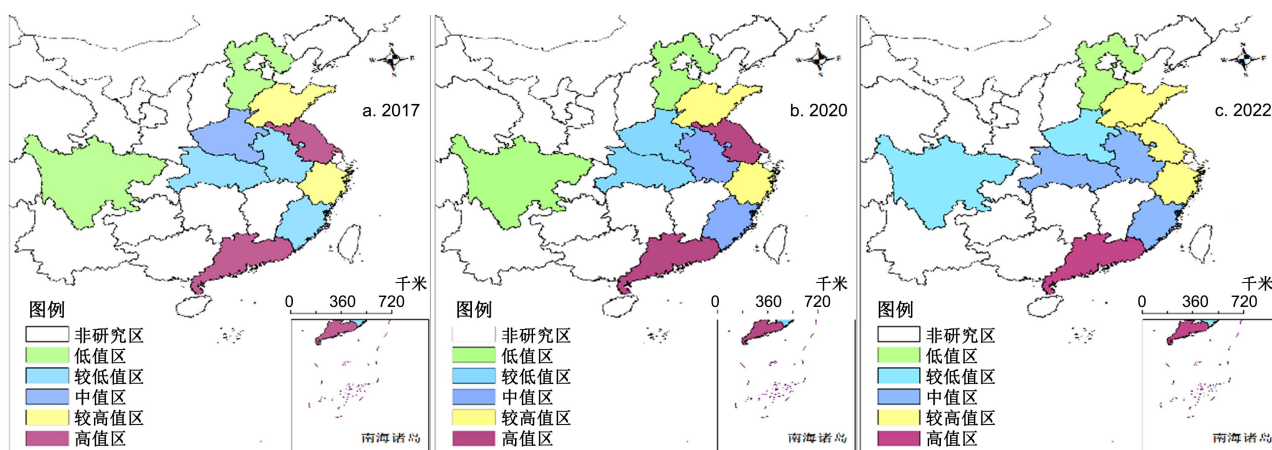 N
W E
S
a. 2017
千米
0 360 720
图例
非研究区
低值区
较低值区
中值区
较高值区
高值区
南海诸岛
N
W E
S
b. 2020
千米
0 360 720
图例
非研究区
低值区
较低值区
中值区
较高值区
高值区
南海诸岛
N
W E
S
c. 2022
千米
0 360 720
图例
非研究区
低值区
较低值区
中值区
较高值区
高值区
南海诸岛